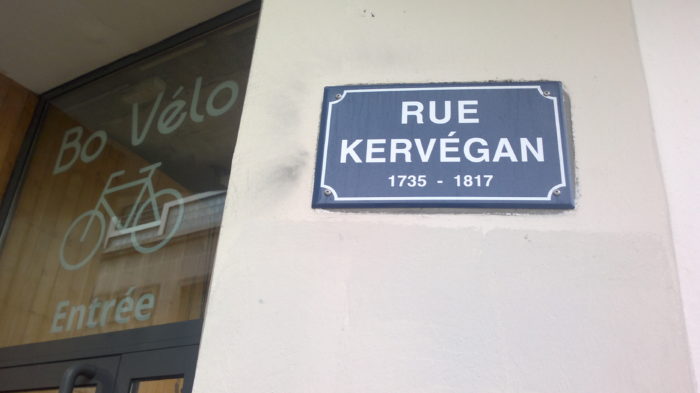 Bo Vélo
Entrée
RUE
KERVÉGAN
1735 - 1817